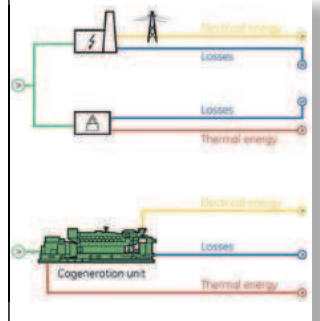 Electrical energy
Losses
Losses
Thermal energy
Electrical energy
Losses
Cogeneration unit
Thermal energy